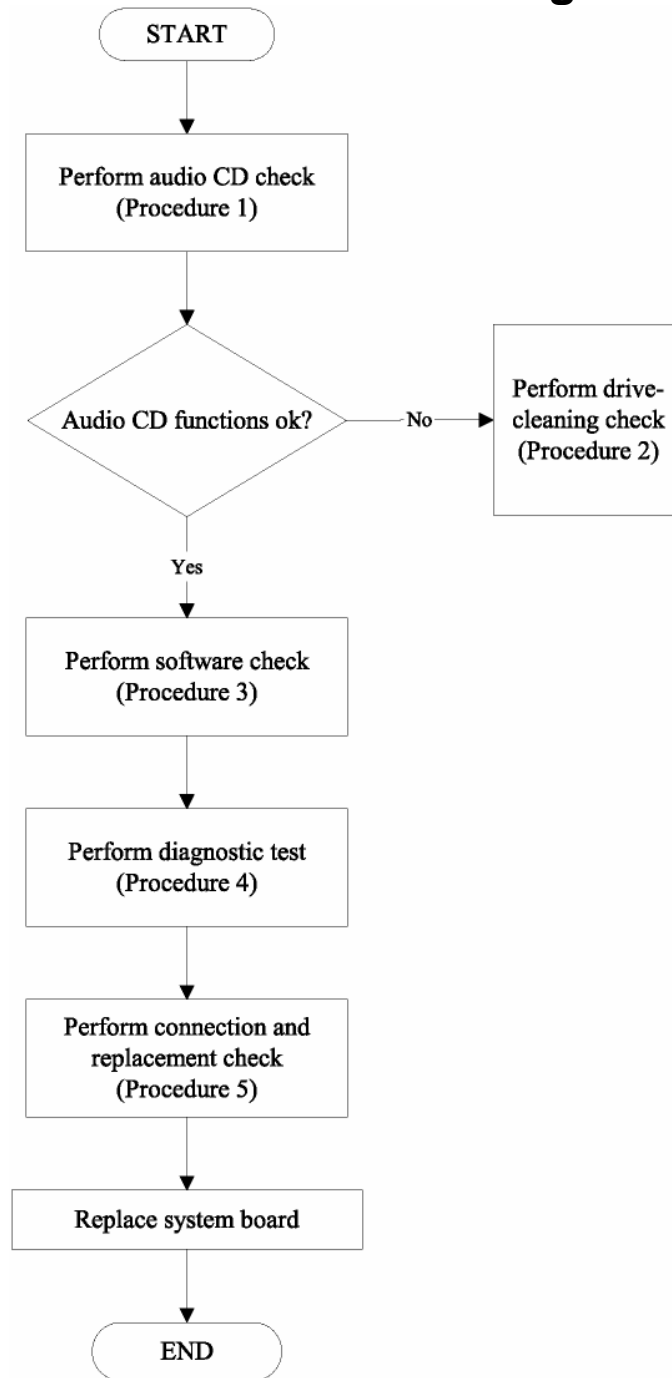 START
Perform audio CD check
(Procedure 1)
Audio CD functions ok?
No
Perform drive-
cleaning check
(Procedure 2)
Yes
Perform software check
(Procedure 3)
Perform diagnostic test
(Procedure 4)
Perform connection and
replacement check
(Procedure 5)
Replace system board
END